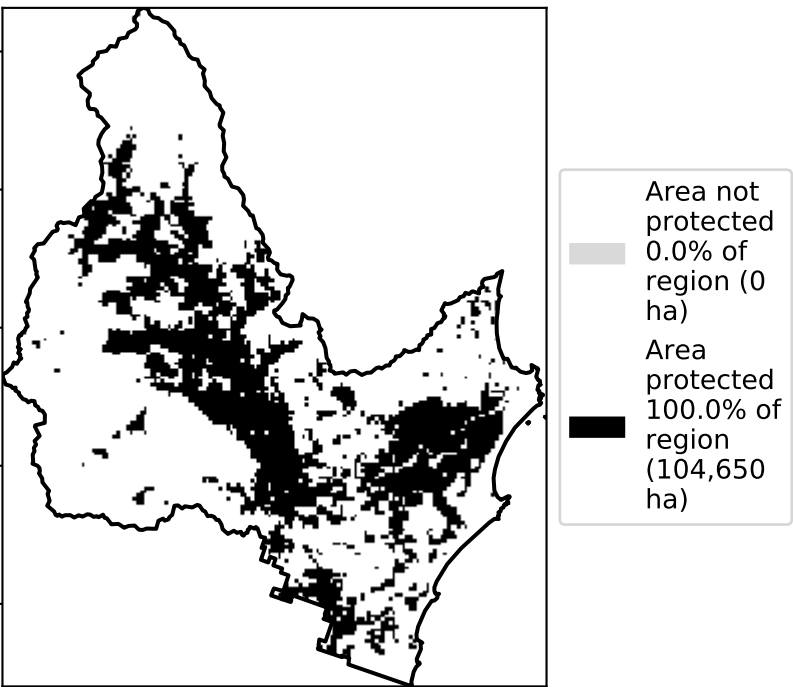 Area not
protected
0.0% of
region (0
ha)
Area
protected
100.0% of
region
(104,650
ha)